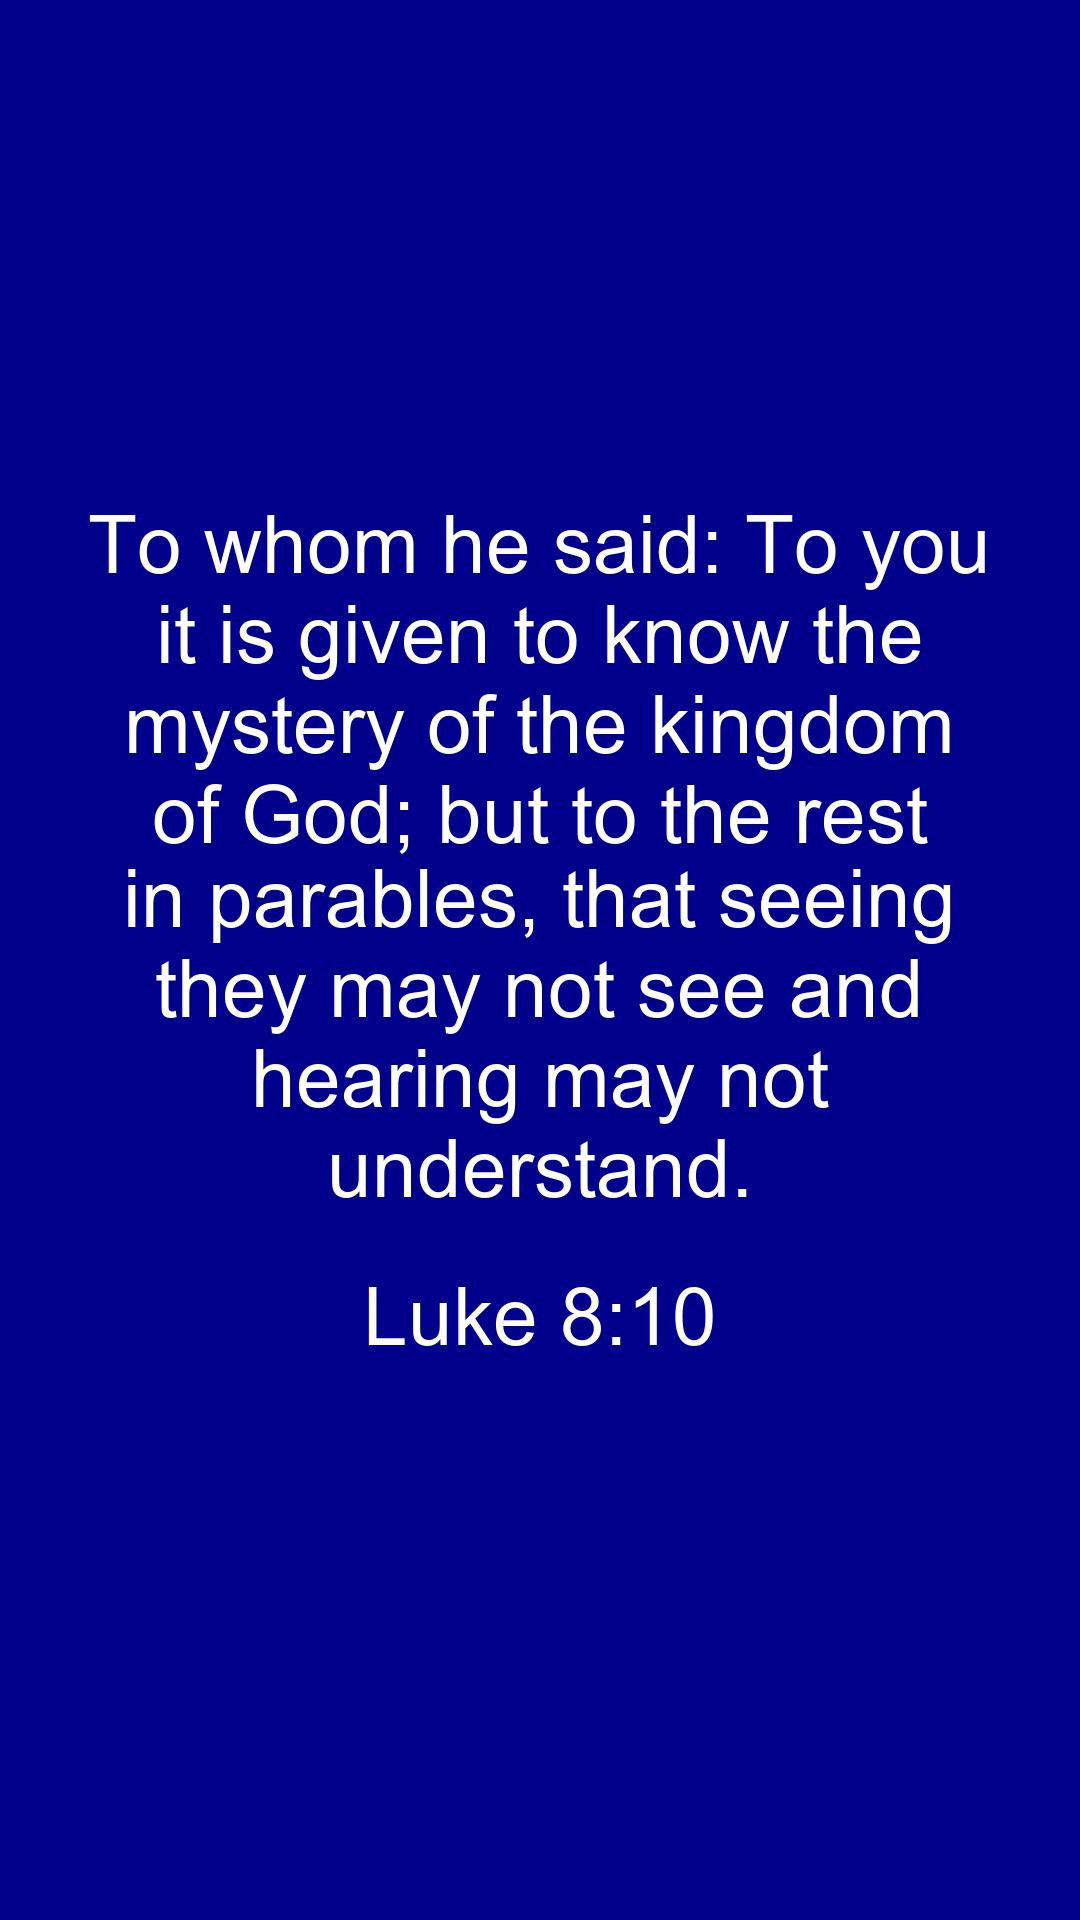 To whom he said: To you
it is given to know the
mystery of the kingdom
of God; but to the rest
in parables, that seeing
they may not see and
hearing may not
understand.
Luke 8:10